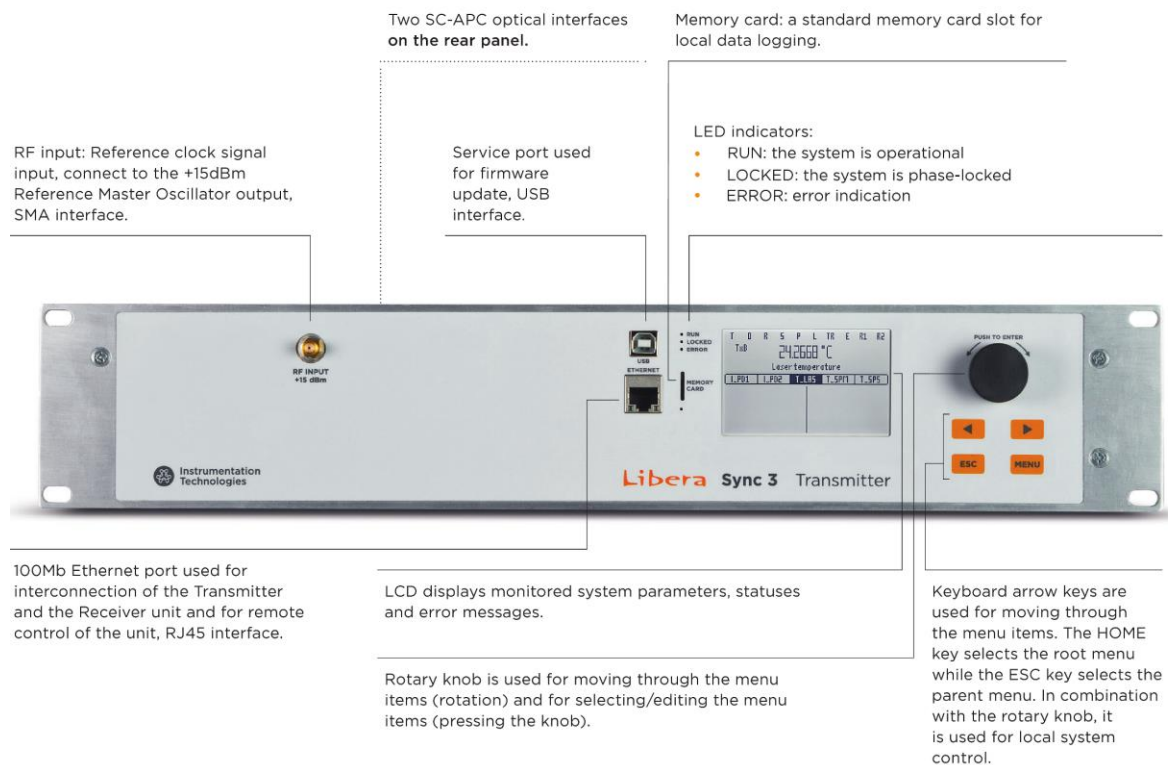 Two SC-APC optical interfaces
on the rear panel.
Memory card: a standard memory card slot for
local data logging.
RF input: Reference clock signal
input, connect to the +15dBm
Reference Master Oscillator output,
SMA interface.
Service port used
for firmware
update, USB
interface.
LED indicators:
• RUN: the system is operational
• LOCKED: the system is phase-locked
• ERROR: error indication
RF INPUT
+15 dBm
USB
ETHERNET
• RUN
• LOCKED
• ERROR
MEMORY
CARD
T O R S P L TR E R1 R2
24.2668 °C
Laser temperature
T.PD1 T.PD2 T.LAS T.SPM T.SPS
PUSH TO ENTER
ESC
MENU
Instrumentation
Technologies
Libera Sync 3 Transmitter
100Mb Ethernet port used for
interconnection of the Transmitter
and the Receiver unit and for remote
control of the unit, RJ45 interface.
LCD displays monitored system parameters, statuses
and error messages.
Rotary knob is used for moving through the menu
items (rotation) and for selecting/editing the menu
items (pressing the knob).
Keyboard arrow keys are
used for moving through
the menu items. The HOME
key selects the root menu
while the ESC key selects the
parent menu. In combination
with the rotary knob, it
is used for local system
control.